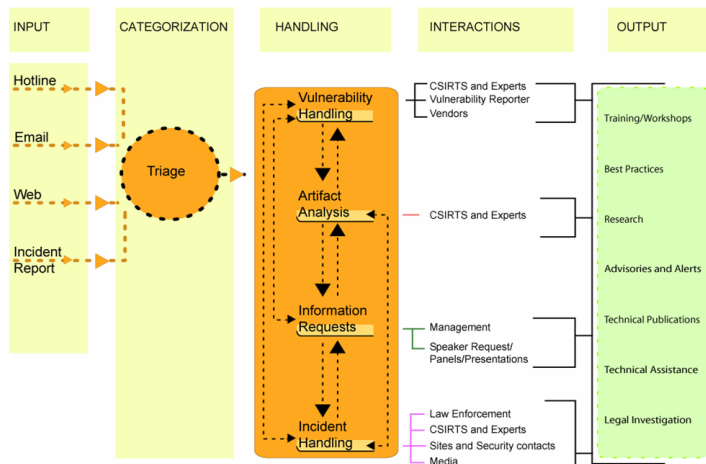 INPUT
CATEGORIZATION
HANDLING
INTERACTIONS
OUTPUT
Hotline
Email
Web
Incident
Report
Triage
Vulnerability
Handling
Artifact
Analysis
Information
Requests
Incident
Handling
CSIRTS and Experts
Vulnerability Reporter
Vendors
CSIRTS and Experts
Management
Speaker Request/
Panels/Presentations
Law Enforcement
CSIRTS and Experts
Sites and Security contacts
Media
Training/Workshops
Best Practices
Research
Advisories and Alerts
Technical Publications
Technical Assistance
Legal Investigation